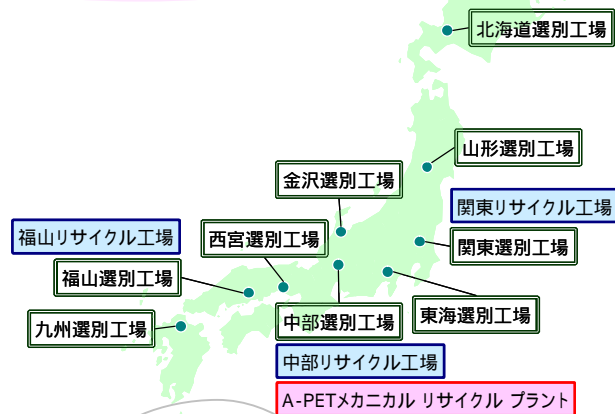 北海道選別工場
山形選別工場
金沢選別工場
関東リサイクル工場
福山リサイクル工場
西宮選別工場
関東選別工場
福山選別工場
九州選別工場
中部選別工場
東海選別工場
中部リサイクル工場
A-PETメカニカル リサイクル プラント